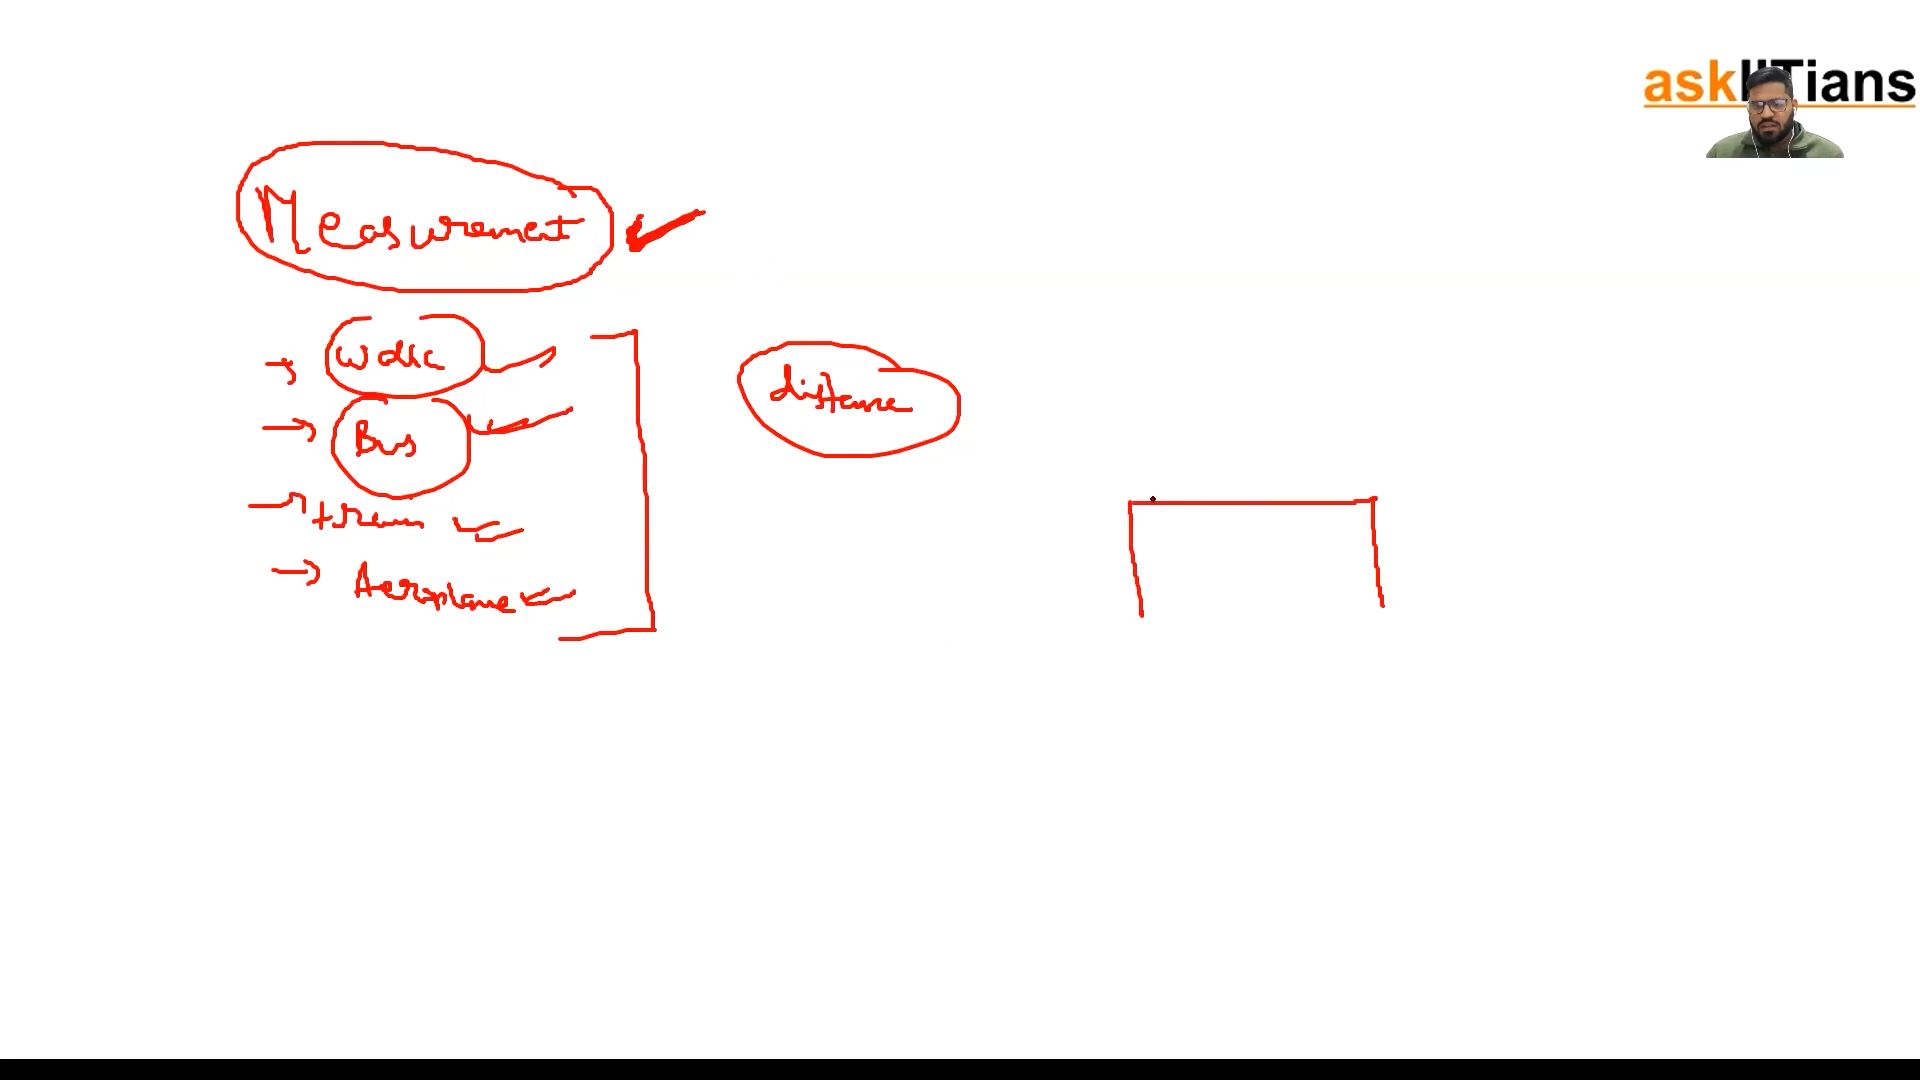 askIITians
Measurement
→ Walk
→ Bus
→ train
→ Aeroplane
distance